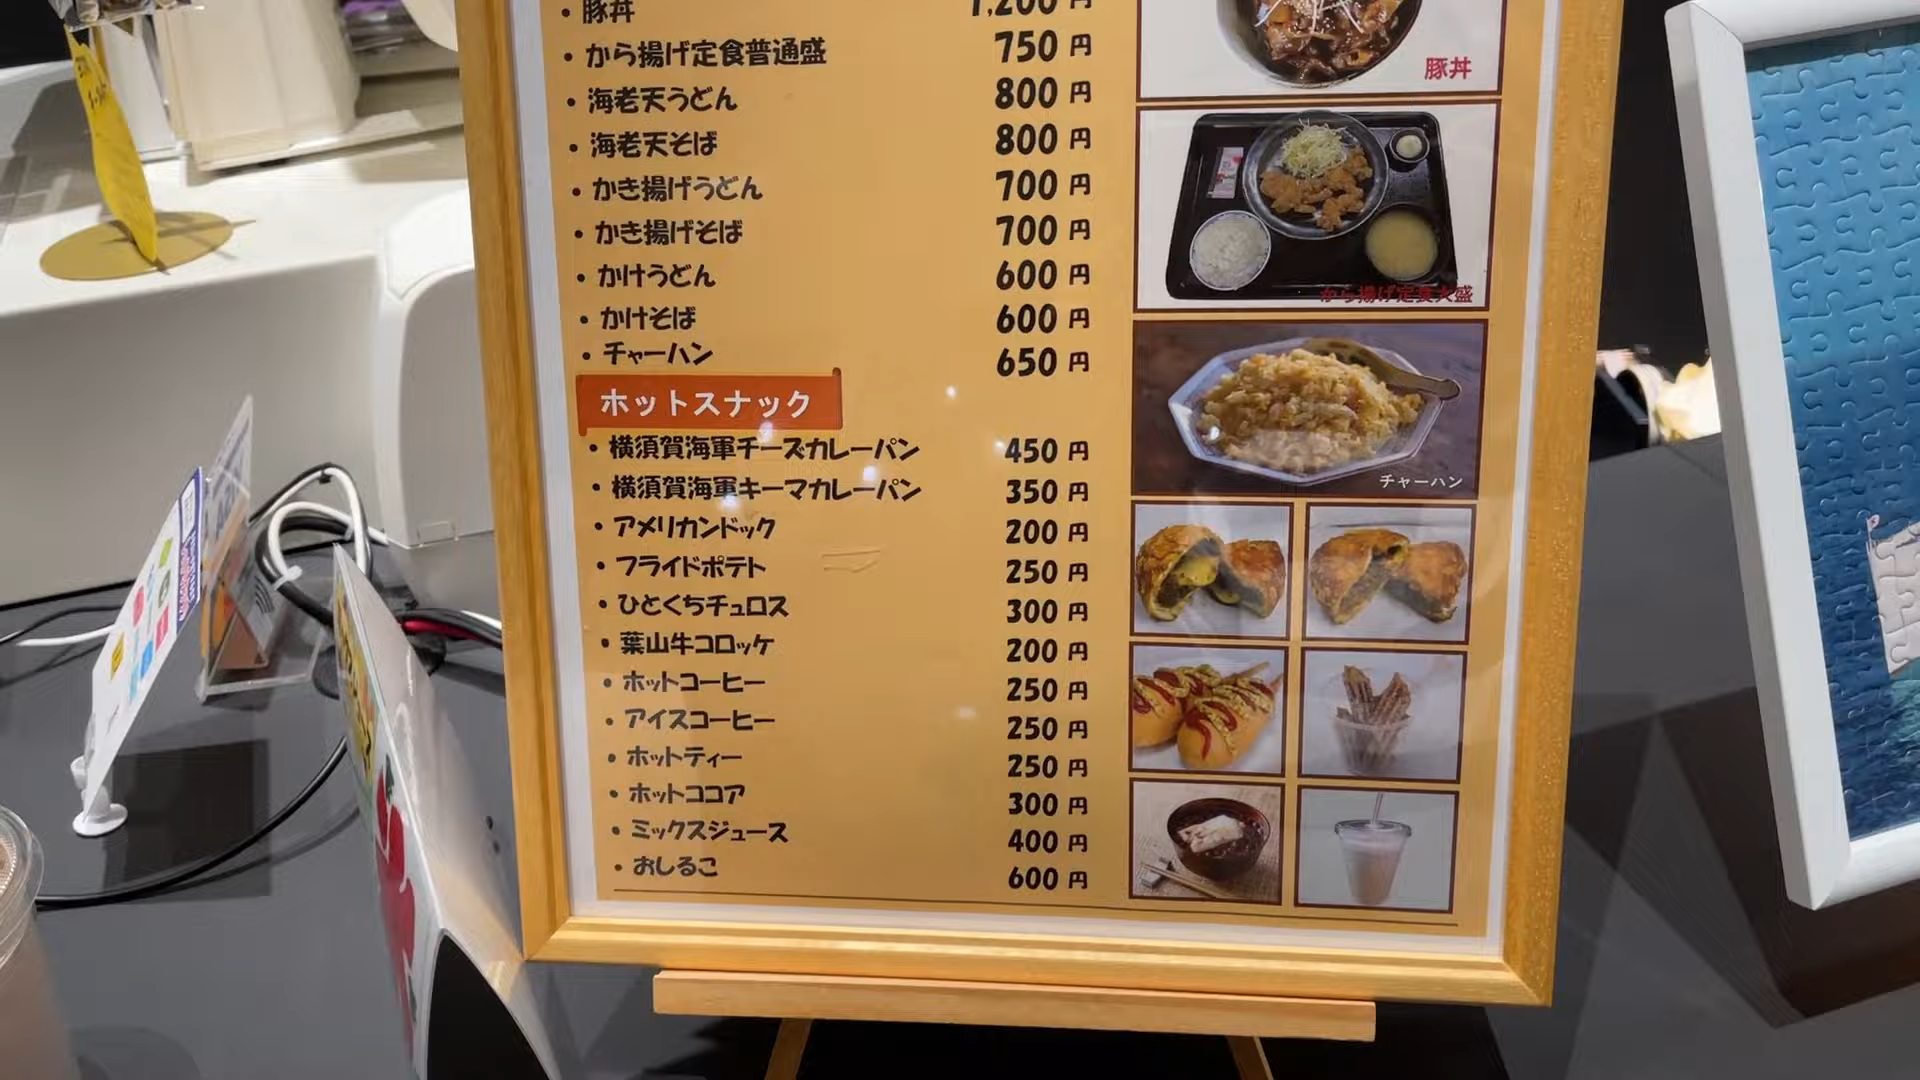 ・豚丼 1,200 円
・から揚げ定食普通盛 750 円
・海老天うどん 800 円
・海老天そば 800 円
・かき揚げうどん 700 円
・かき揚げそば 700 円
・かけうどん 600 円
・かけそば 600 円
・チャーハン 650 円
ホットスナック
・横須賀海軍チーズカレーパン 450 円
・横須賀海軍キーマカレーパン 350 円
・アメリカンドック 200 円
・フライドポテト 250 円
・ひとくちチュロス 300 円
・葉山牛コロッケ 200 円
・ホットコーヒー 250 円
・アイスコーヒー 250 円
・ホットティー 250 円
・ホットココア 300 円
・ミックスジュース 400 円
・おしるこ 600 円
豚丼
から揚げ定食大盛
チャーハン